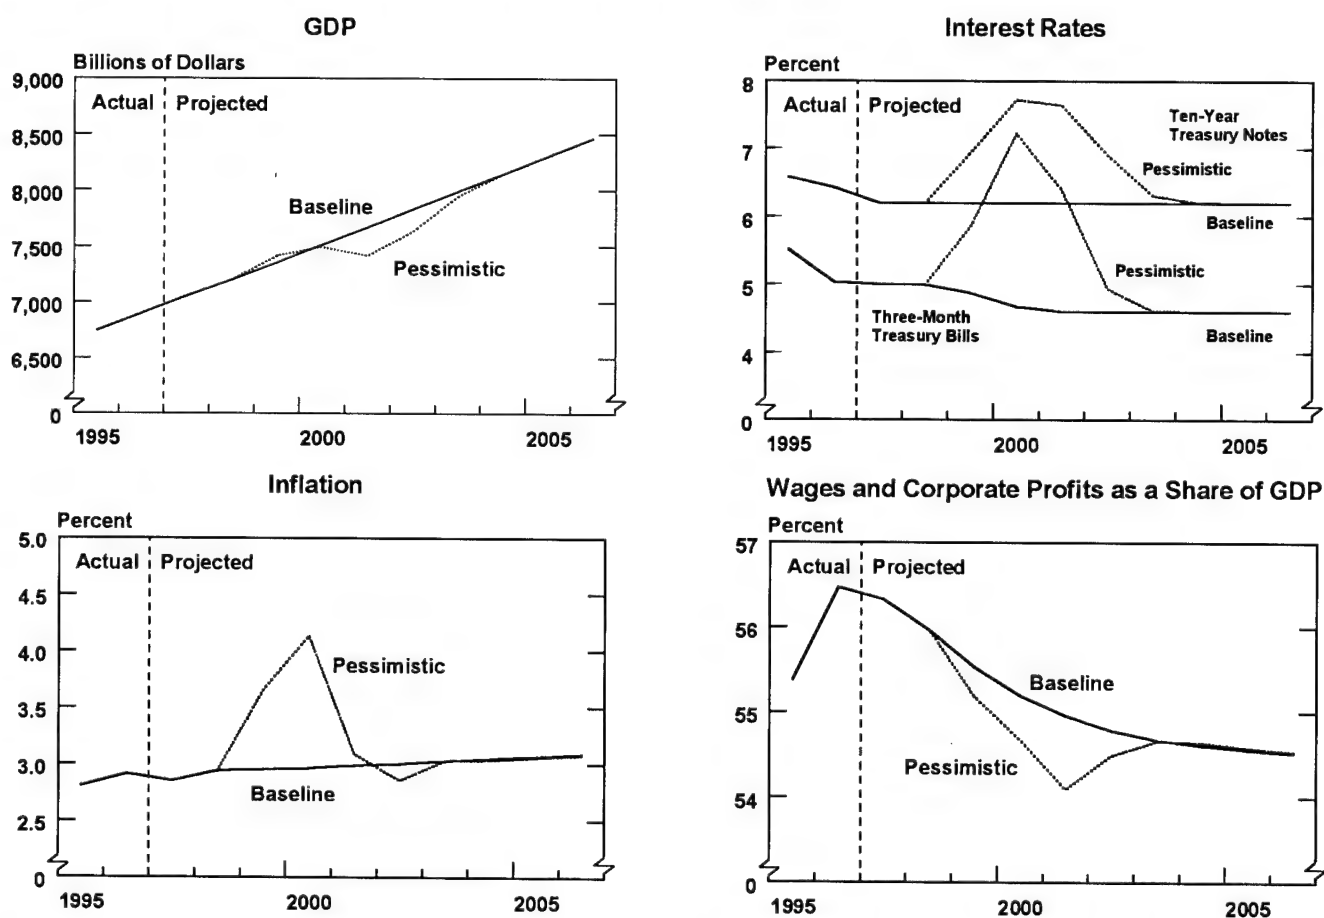 GDP
Billions of Dollars
9,000
Actual
Projected
8,500
8,000
Baseline
7,500
Pessimistic
7,000
6,500
0
1995
2000
2005
Interest Rates
Percent
8
Actual
Projected
Ten-Year
Treasury Notes
7
Pessimistic
6
Baseline
Pessimistic
5
Three-Month
Treasury Bills
Baseline
4
0
1995
2000
2005
Inflation
Percent
5.0
Actual
Projected
4.5
4.0
Pessimistic
3.5
3.0
Baseline
2.5
0
1995
2000
2005
Wages and Corporate Profits as a Share of GDP
Percent
57
Actual
Projected
56
Baseline
55
Pessimistic
54
0
1995
2000
2005